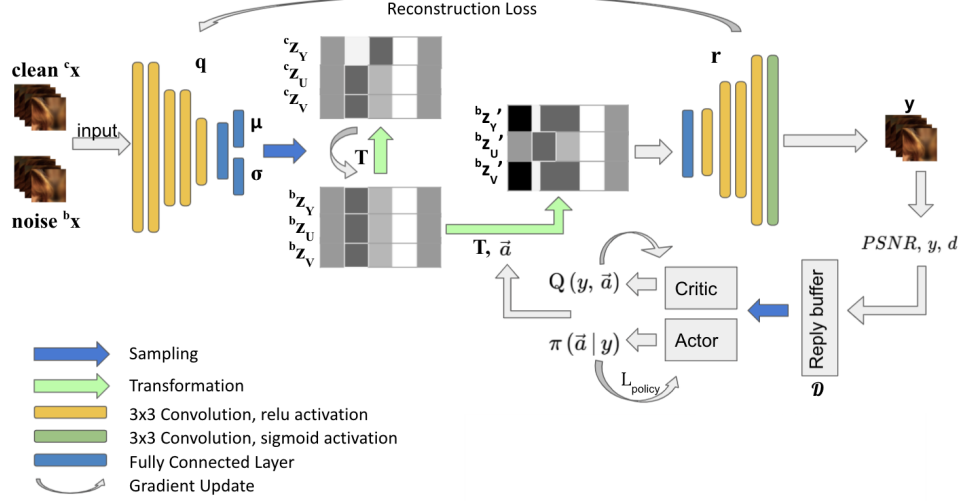 Reconstruction Loss
clean ᶜx
input
noise ᵇx
q
μ
σ
ᶜZ_Y
ᶜZ_U
ᶜZ_V
T
ᵇZ_Y
ᵇZ_U
ᵇZ_V
T, a⃗
ᵇZ_Y′
ᵇZ_U′
ᵇZ_V′
r
y
PSNR, y, d
Reply buffer
𝒟
Critic
Actor
Q (y, a⃗)
π (a⃗ | y)
L_policy
Sampling
Transformation
3x3 Convolution, relu activation
3x3 Convolution, sigmoid activation
Fully Connected Layer
Gradient Update